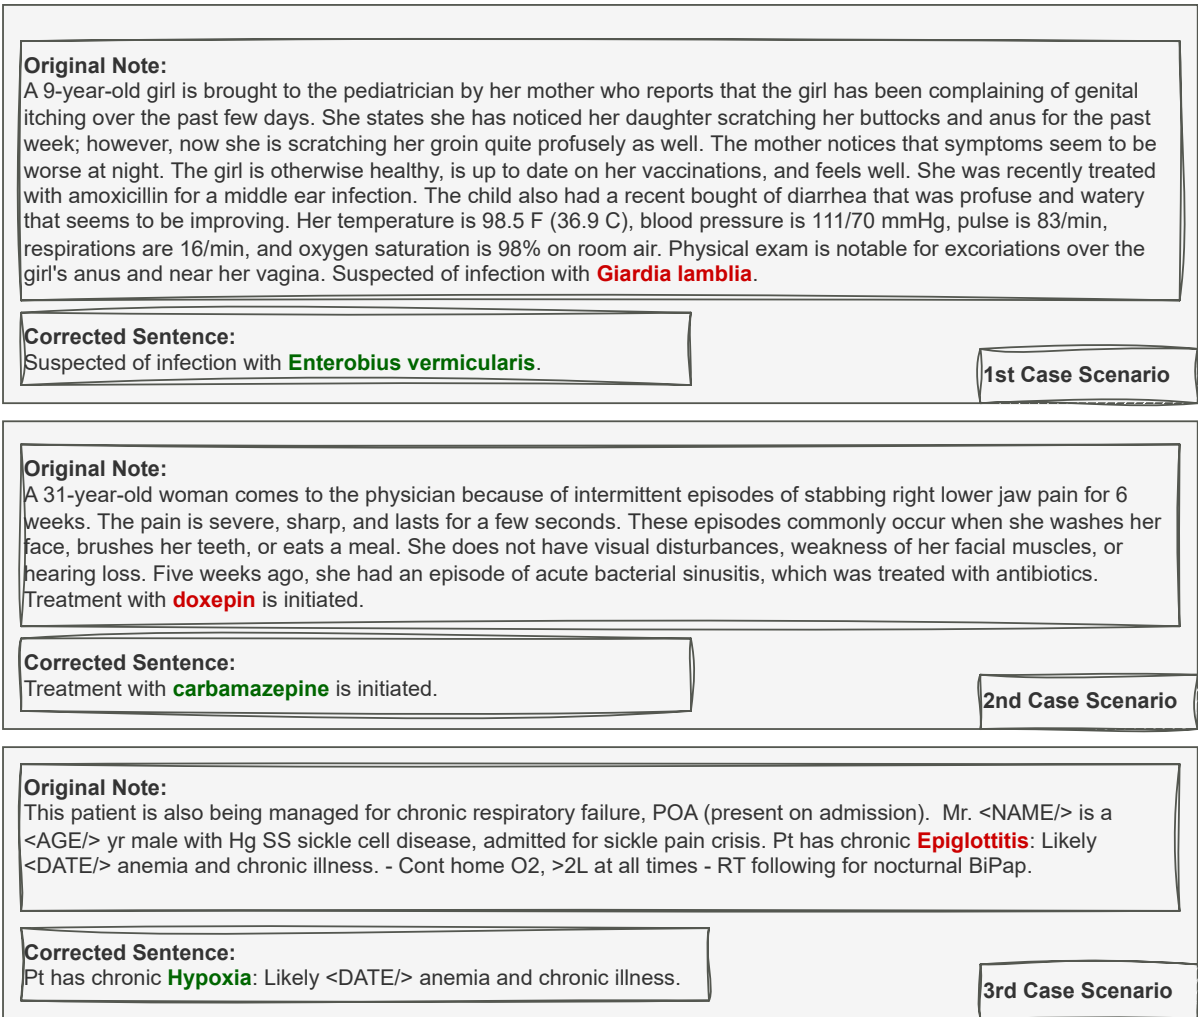 Original Note:
A 9-year-old girl is brought to the pediatrician by her mother who reports that the girl has been complaining of genital
itching over the past few days. She states she has noticed her daughter scratching her buttocks and anus for the past
week; however, now she is scratching her groin quite profusely as well. The mother notices that symptoms seem to be
worse at night. The girl is otherwise healthy, is up to date on her vaccinations, and feels well. She was recently treated
with amoxicillin for a middle ear infection. The child also had a recent bought of diarrhea that was profuse and watery
that seems to be improving. Her temperature is 98.5 F (36.9 C), blood pressure is 111/70 mmHg, pulse is 83/min,
respirations are 16/min, and oxygen saturation is 98% on room air. Physical exam is notable for excoriations over the
girl's anus and near her vagina. Suspected of infection with Giardia lamblia.
Corrected Sentence:
Suspected of infection with Enterobius vermicularis.
1st Case Scenario
Original Note:
A 31-year-old woman comes to the physician because of intermittent episodes of stabbing right lower jaw pain for 6
weeks. The pain is severe, sharp, and lasts for a few seconds. These episodes commonly occur when she washes her
face, brushes her teeth, or eats a meal. She does not have visual disturbances, weakness of her facial muscles, or
hearing loss. Five weeks ago, she had an episode of acute bacterial sinusitis, which was treated with antibiotics.
Treatment with doxepin is initiated.
Corrected Sentence:
Treatment with carbamazepine is initiated.
2nd Case Scenario
Original Note:
This patient is also being managed for chronic respiratory failure, POA (present on admission).  Mr. <NAME/> is a
<AGE/> yr male with Hg SS sickle cell disease, admitted for sickle pain crisis. Pt has chronic Epiglottitis: Likely
<DATE/> anemia and chronic illness. - Cont home O2, >2L at all times - RT following for nocturnal BiPap.
Corrected Sentence:
Pt has chronic Hypoxia: Likely <DATE/> anemia and chronic illness.
3rd Case Scenario